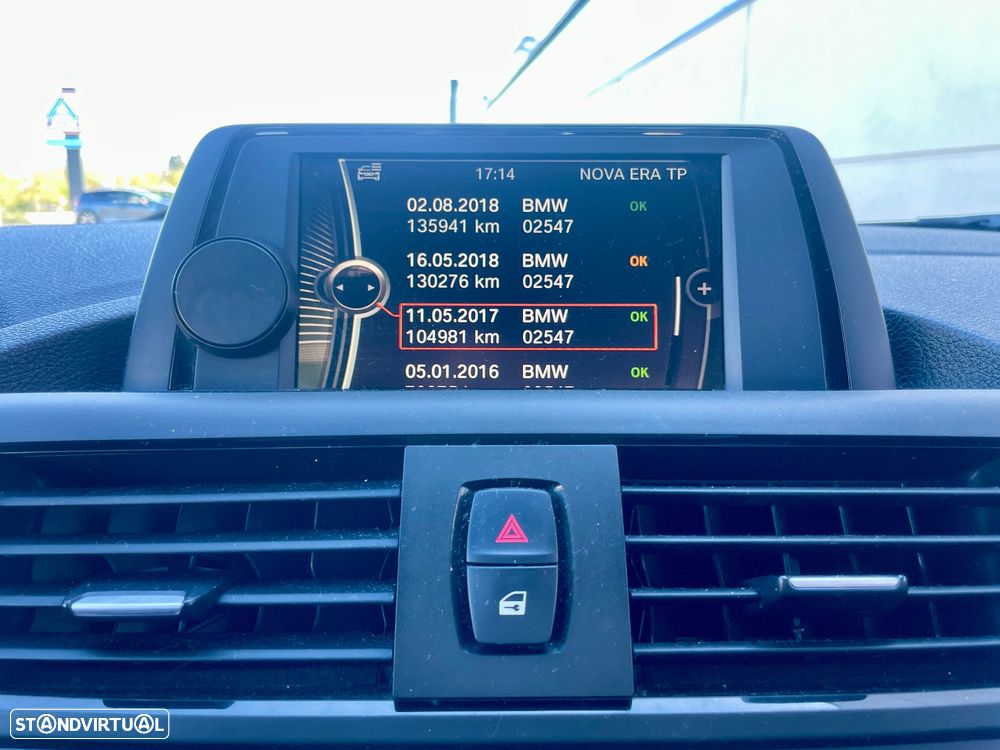 17:14 NOVA ERA TP
02.08.2018 BMW OK
135941 km 02547
16.05.2018 BMW OK
130276 km 02547
11.05.2017 BMW OK
104981 km 02547
05.01.2016 BMW OK
STANDVIRTUAL